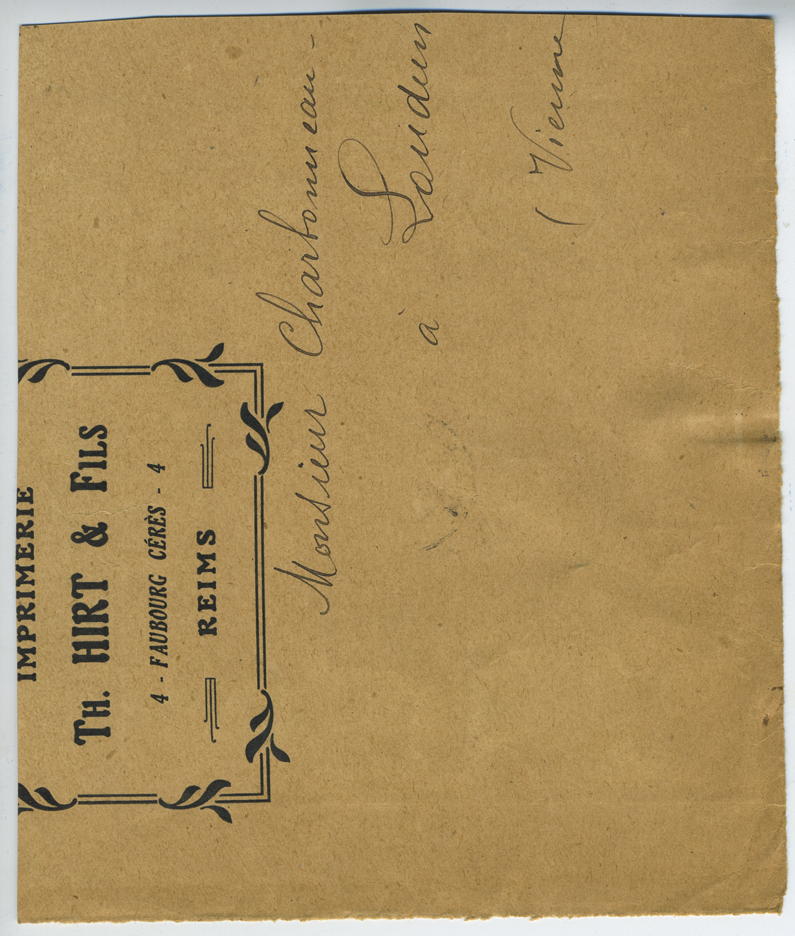 IMPRIMERIE
TH. HIRT & FILS
4 - FAUBOURG CÉRÈS - 4
REIMS
Monsieur Charbonneau-
à Loudun
(Vienne